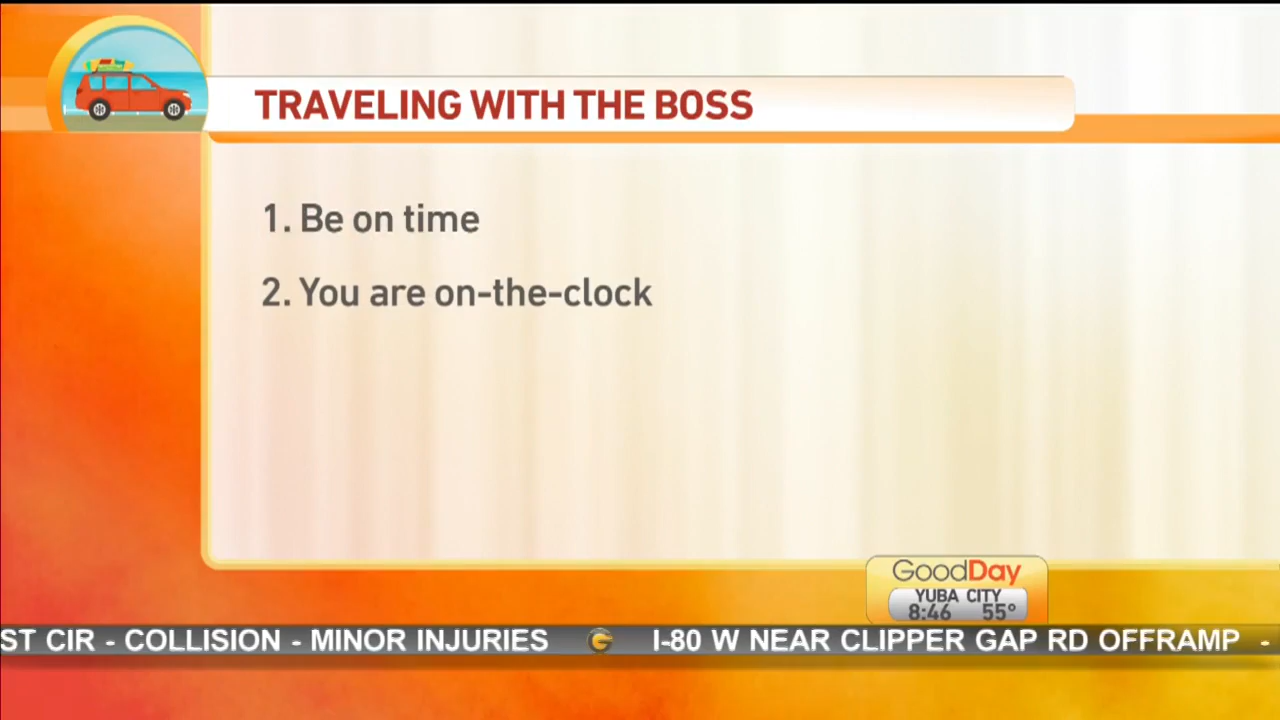 TRAVELING WITH THE BOSS
1. Be on time
2. You are on-the-clock
GoodDay
YUBA CITY
8:46 55°
ST CIR - COLLISION - MINOR INJURIES I-80 W NEAR CLIPPER GAP RD OFFRAMP -